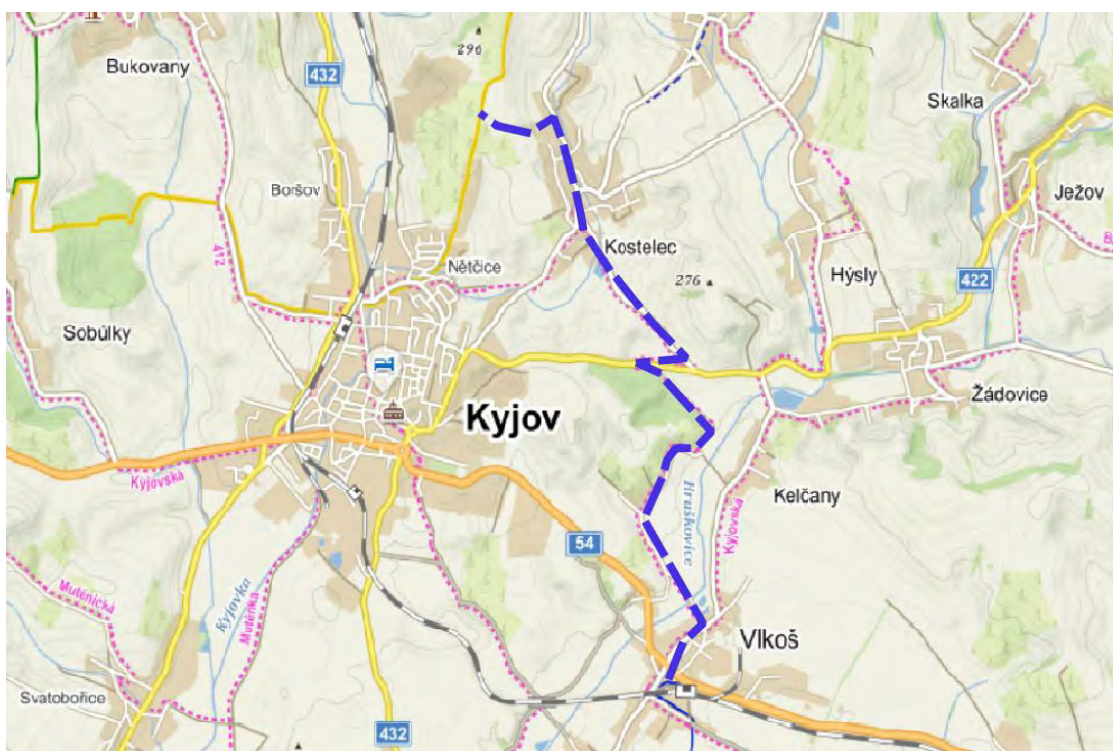 290
Bukovany
432
Skalka
Boršov
Ježov
412
Kostelec
Nětčice
276
Hýsly
422
Sobůlky
Žádovice
Kyjov
Kyjovská
Kelčany
Hruškovice
Kyjovská
54
Mutěnická
Kyjovka
Mutěnka
Vlkoš
Svatobořice
432